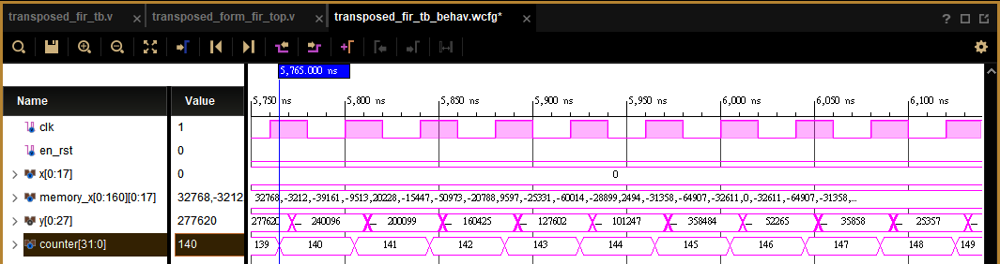 transposed_fir_tb.v × transposed_form_fir_top.v × transposed_fir_tb_behav.wcfg* ×
5,765.000 ns
Name Value
5,750 ns 5,800 ns 5,850 ns 5,900 ns 5,950 ns 6,000 ns 6,050 ns 6,100 ns
clk 1
en_rst 0
x[0:17] 0 0
memory_x[0:160][0:17] 32768,-3212 32768,-3212,-39161,-9513,20228,-15447,-50973,-20788,9597,-25331,-60014,-28899,2494,-31358,-64907,-32611,0,-32611,-64907,-31358,...
y[0:27] 277620 277620 240096 200099 160425 127602 101247 358484 52265 35858 25357
counter[31:0] 140 139 140 141 142 143 144 145 146 147 148 149